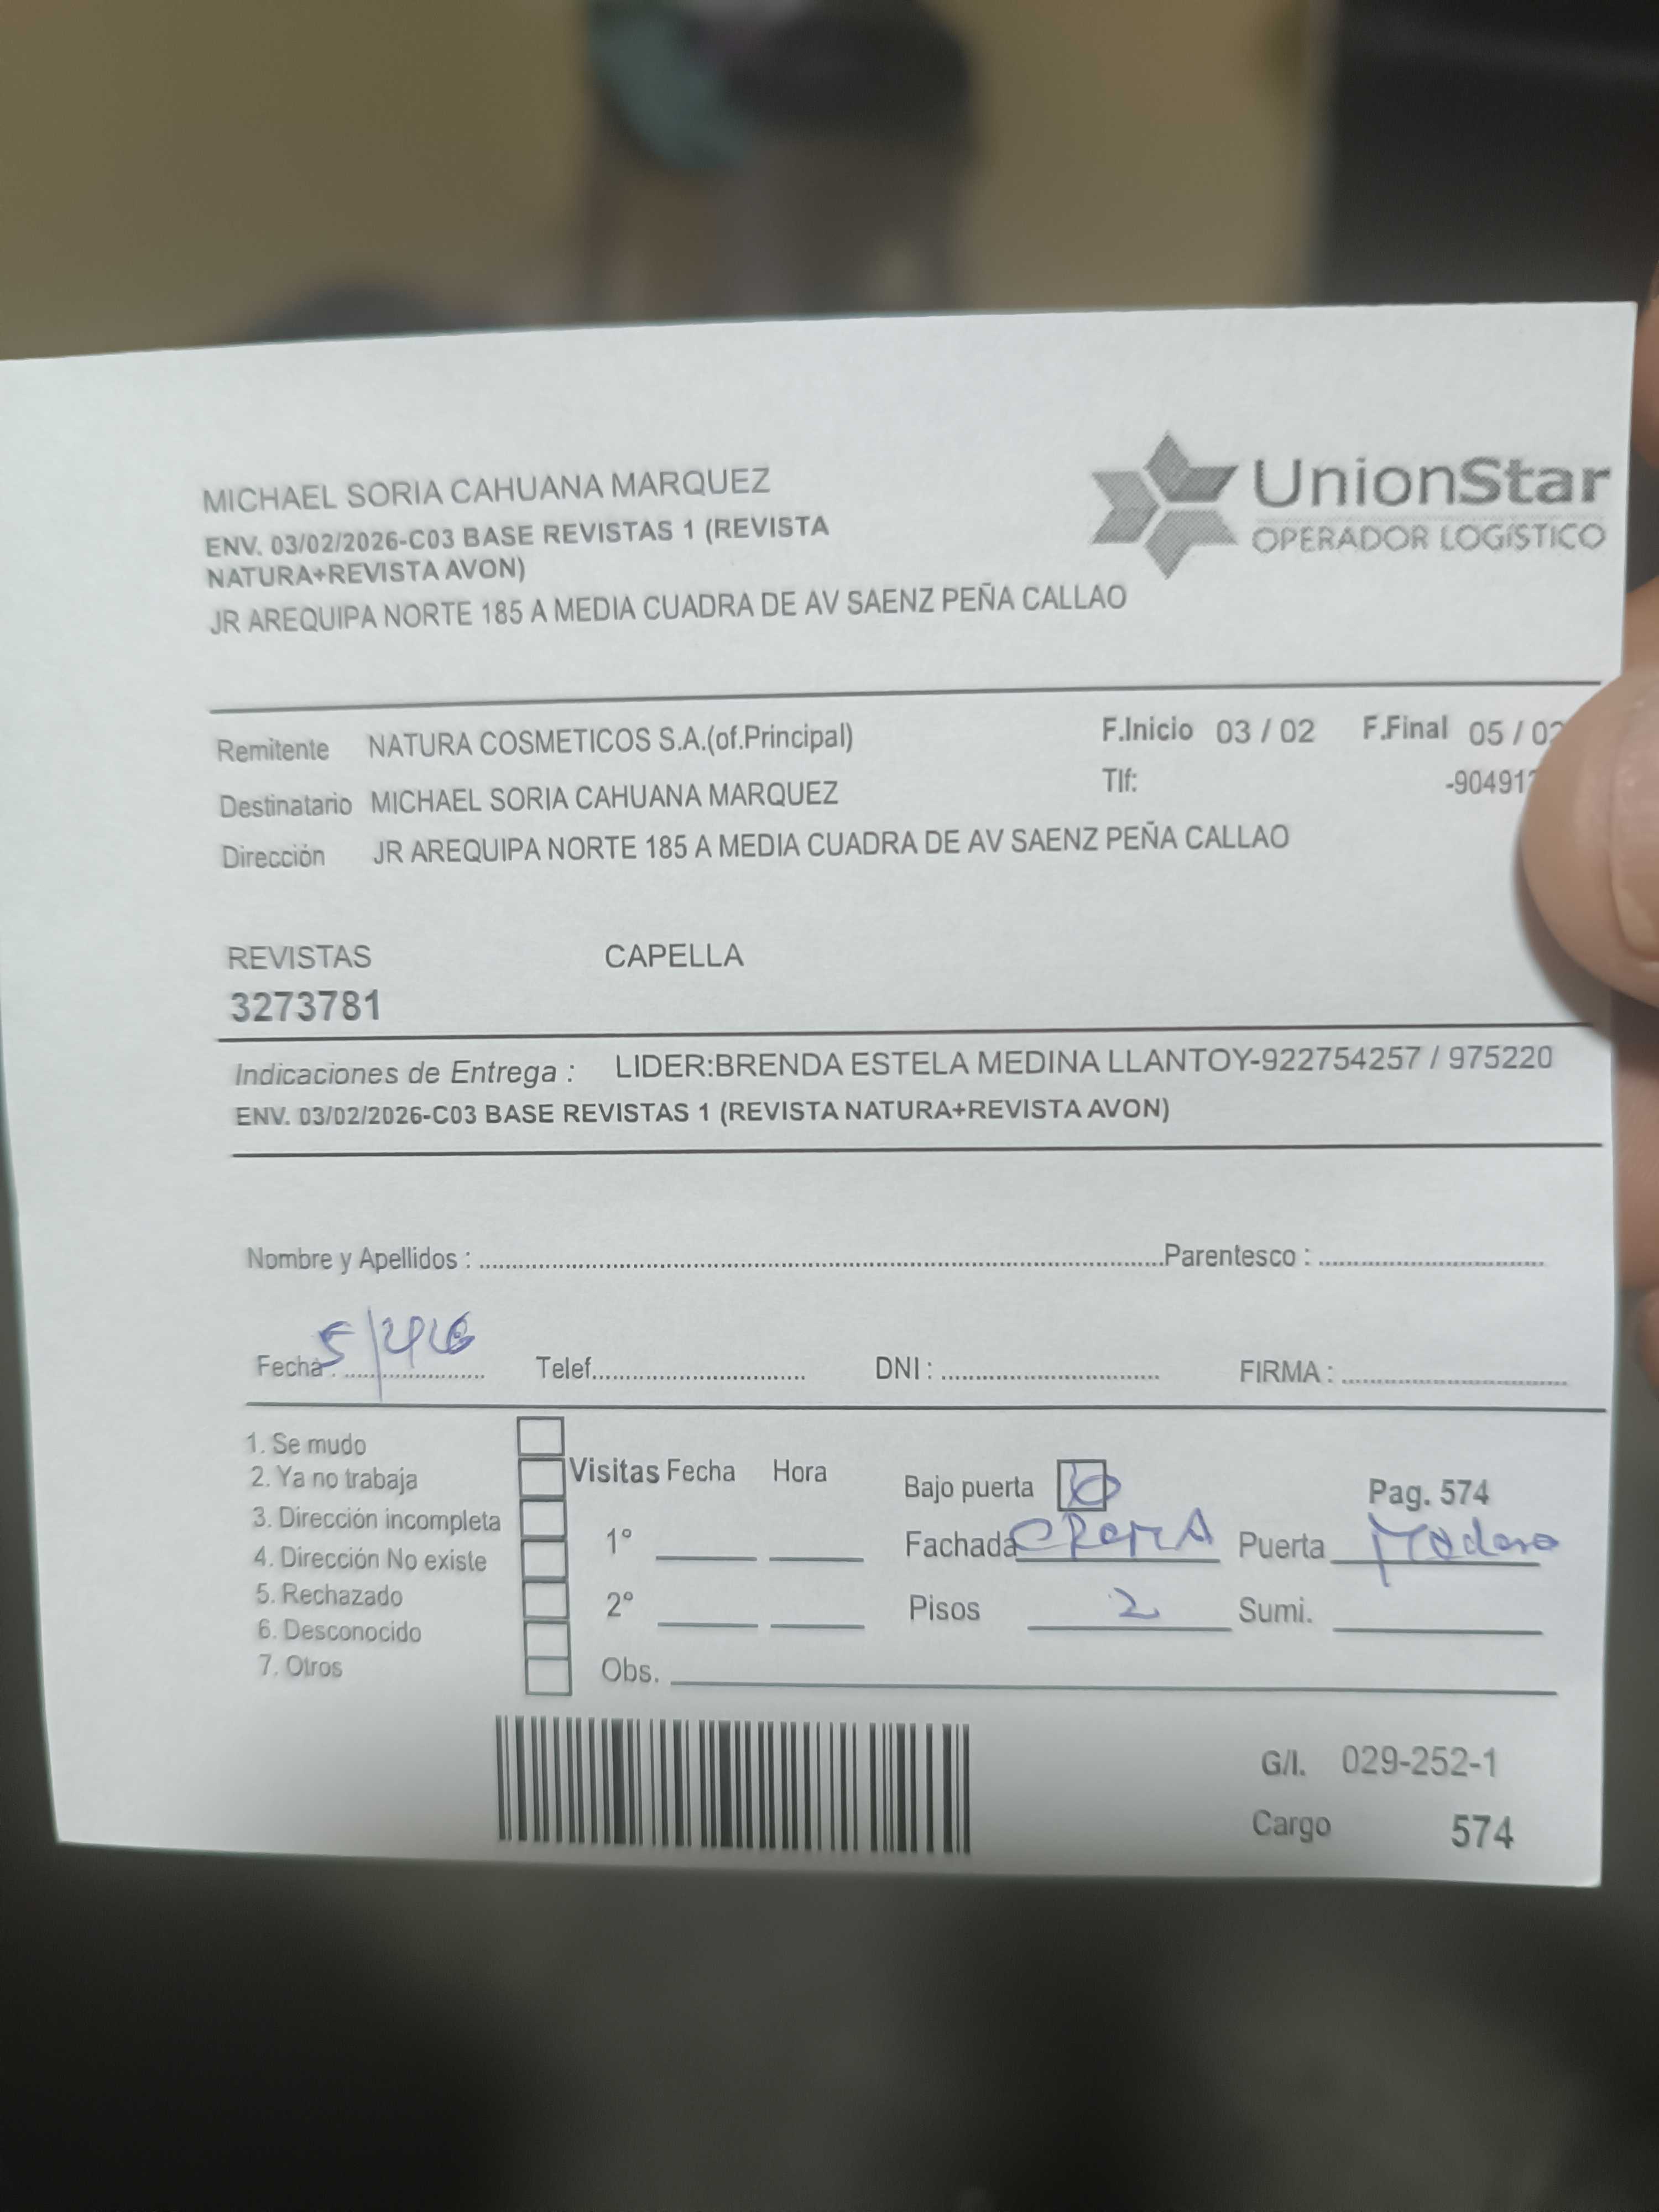 MICHAEL SORIA CAHUANA MARQUEZ
ENV. 03/02/2026-C03 BASE REVISTAS 1 (REVISTA
NATURA+REVISTA AVON)
JR AREQUIPA NORTE 185 A MEDIA CUADRA DE AV SAENZ PEÑA CALLAO
UnionStar
OPERADOR LOGÍSTICO
Remitente NATURA COSMETICOS S.A.(of.Principal) F.Inicio 03 / 02 F.Final 05 / 0
Destinatario MICHAEL SORIA CAHUANA MARQUEZ Tlf: -90491
Dirección JR AREQUIPA NORTE 185 A MEDIA CUADRA DE AV SAENZ PEÑA CALLAO
REVISTAS CAPELLA
3273781
Indicaciones de Entrega : LIDER:BRENDA ESTELA MEDINA LLANTOY-922754257 / 975220
ENV. 03/02/2026-C03 BASE REVISTAS 1 (REVISTA NATURA+REVISTA AVON)
Nombre y Apellidos : Parentesco :
Fecha : Telef. DNI : FIRMA :
1. Se mudo
2. Ya no trabaja
3. Dirección incompleta
4. Dirección No existe
5. Rechazado
6. Desconocido
7. Otros
Visitas Fecha Hora
1°
2°
Obs.
Bajo puerta Pag. 574
Fachada CREMA Puerta Madera
Pisos 2 Sumi.
G/I. 029-252-1
Cargo 574